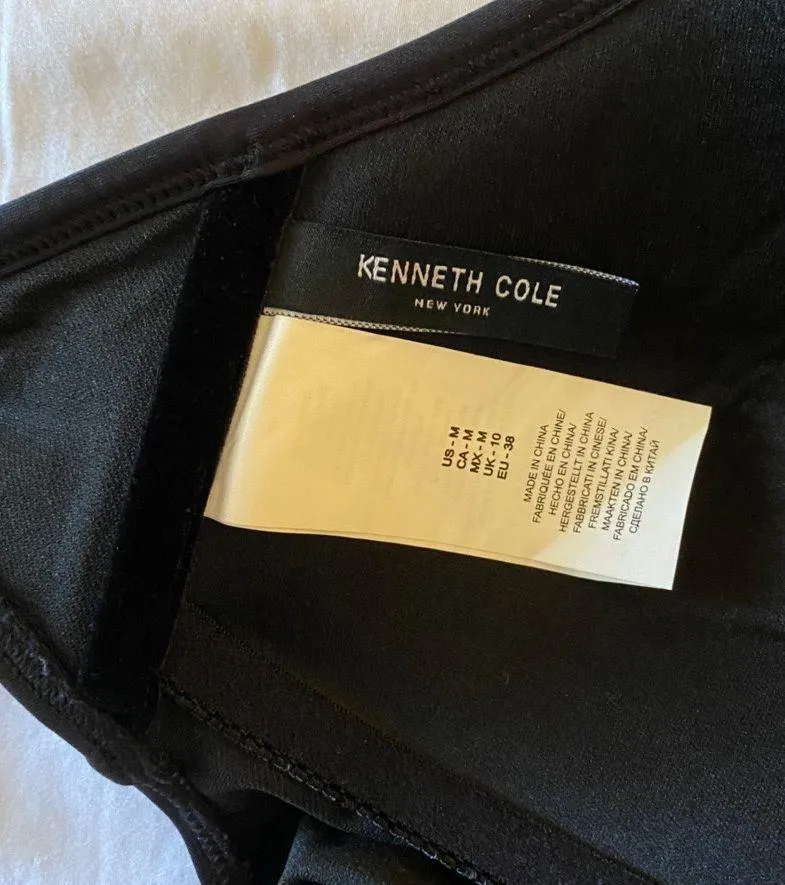 KENNETH COLE
NEW YORK
US - M
CA - M
MX - M
UK - 10
EU - 38
MADE IN CHINA/
FABRIQUÉE EN CHINE/
HECHO EN CHINA/
HERGESTELLT IN CHINA
FABBRICATI IN CINESE/
FREMSTILLATI KINA/
MAAKTEN IN CHINA/
FABRICADO EM CHINA/
СДЕЛАНО В КИТАЙ